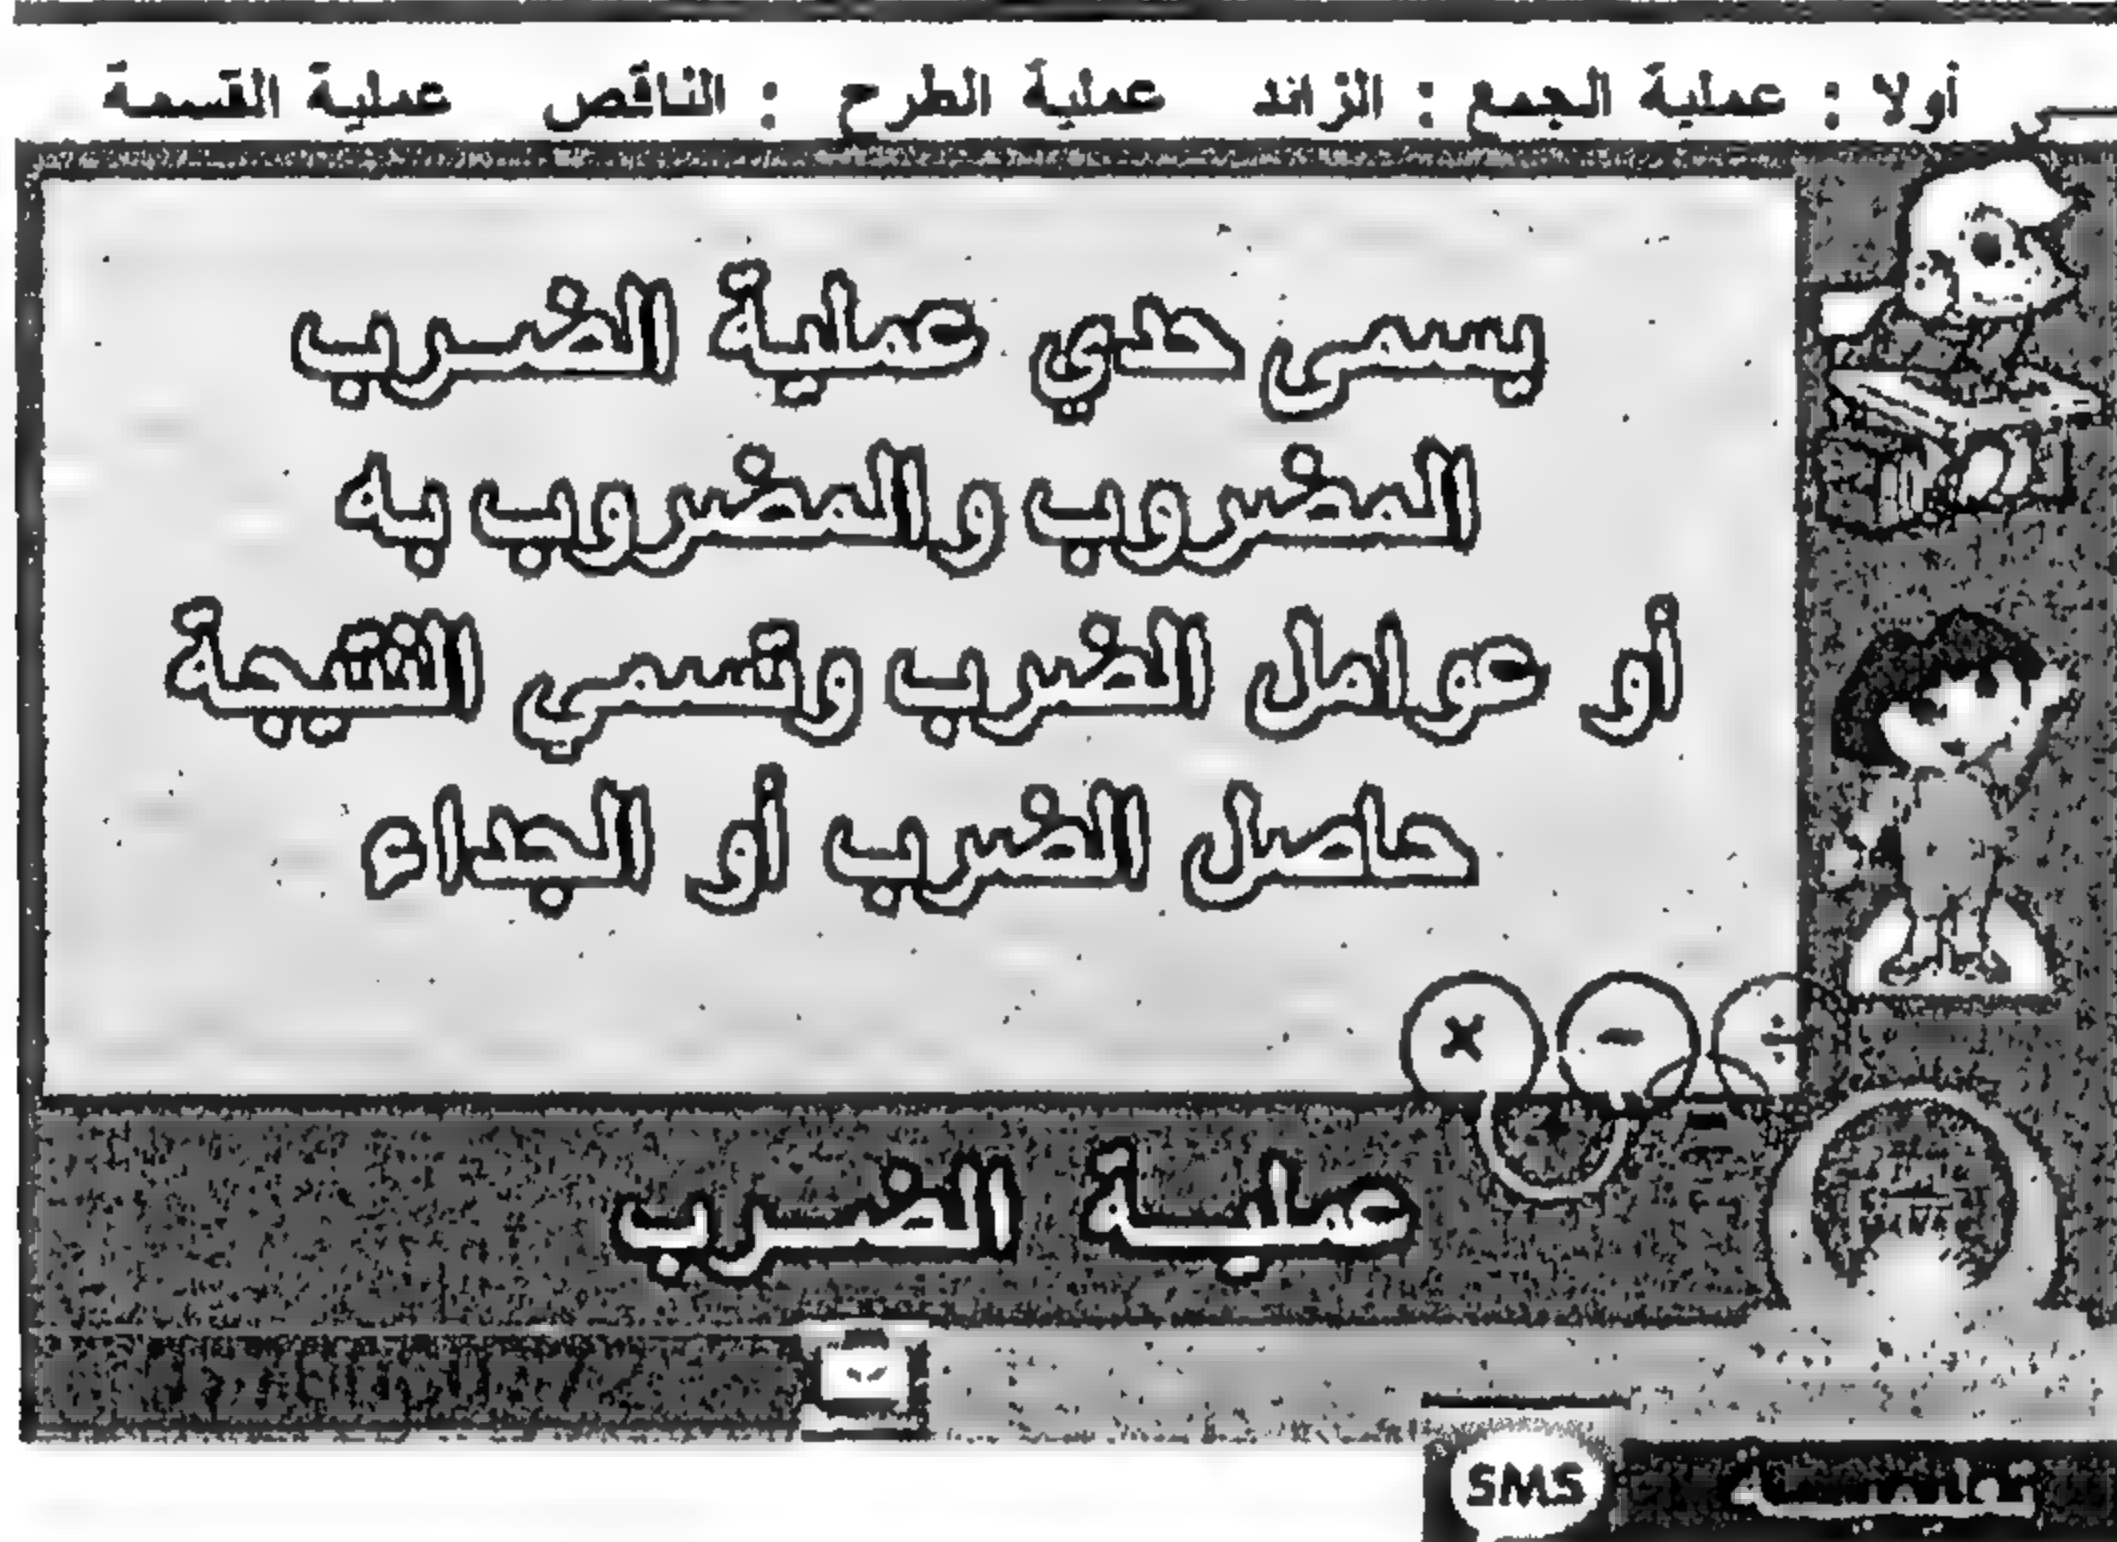 أولا : عملية الجمع : الزائد عملية الطرح : الناقص عملية القسمة
يسمى حدي عملية الضرب
المضروب والمضروب به
أو عوامل الضرب وتسمي النتيجة
حاصل الضرب أو الجداء
× - ÷
عملية الضرب
SMS